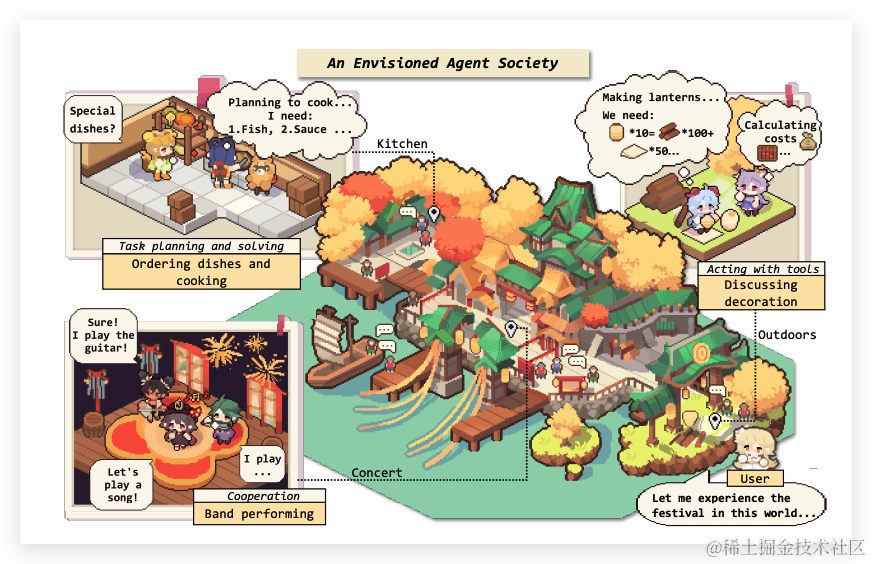 An Envisioned Agent Society
Special
dishes?
Planning to cook...
I need:
1.Fish, 2.Sauce ...
Kitchen
Task planning and solving
Ordering dishes and
cooking
Making lanterns...
We need:
*10= *100+
*50...
Calculating
costs
...
Acting with tools
Discussing
decoration
Outdoors
Sure!
I play the
guitar!
Let's
play a
song!
I play
...
Concert
Cooperation
Band performing
User
Let me experience the
festival in this world...
@稀土掘金技术社区